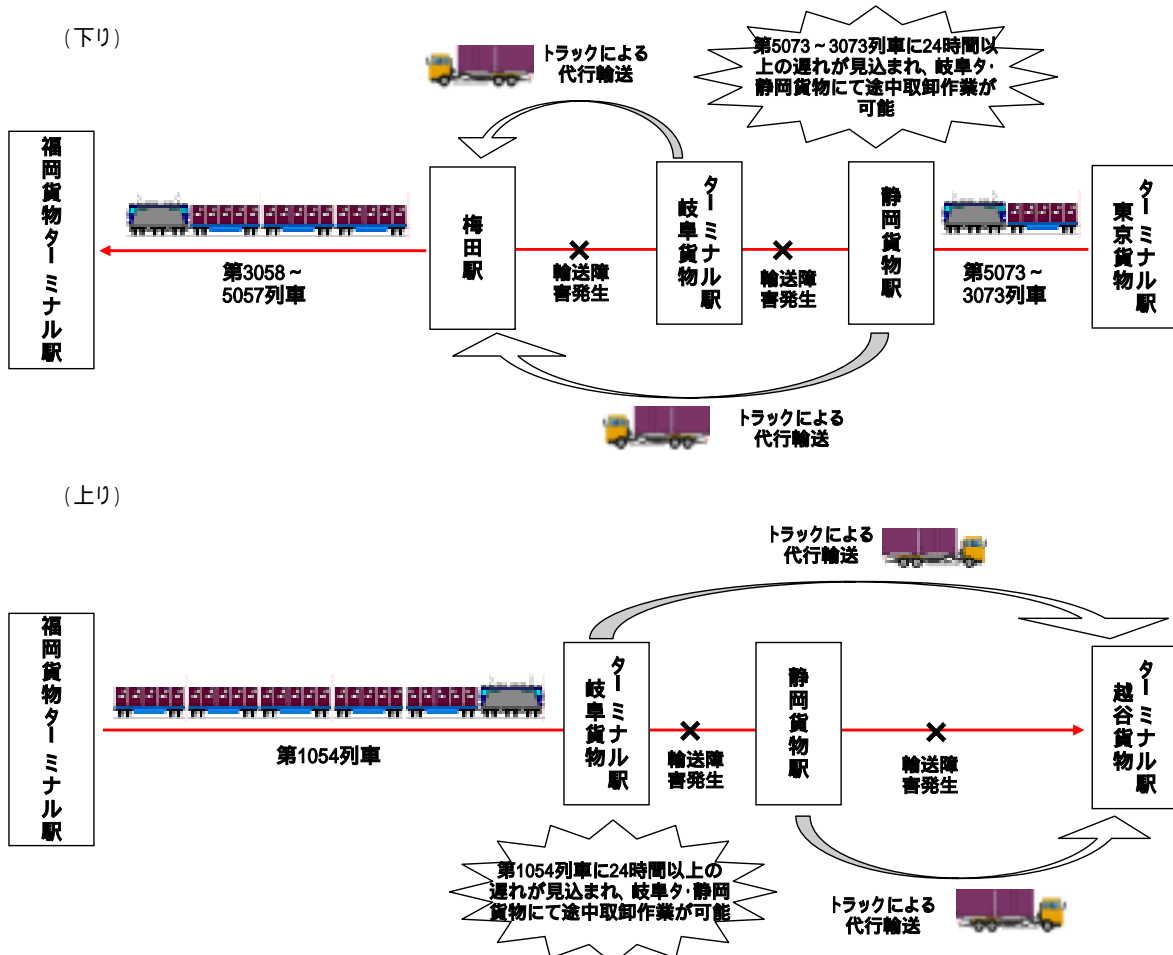 (下り)
トラックによる
代行輸送
第5073～3073列車に24時間以
上の遅れが見込まれ、岐阜タ・
静岡貨物にて途中取卸作業が
可能
福岡貨物ターミナル駅
第3058～
5057列車
梅田駅
輸送障
害発生
岐阜貨物
ターミナル駅
輸送障
害発生
静岡貨物駅
第5073～
3073列車
東京貨物
ターミナル駅
トラックによる
代行輸送
(上り)
トラックによる
代行輸送
福岡貨物ターミナル駅
第1054列車
岐阜貨物
ターミナル駅
輸送障
害発生
静岡貨物駅
輸送障
害発生
越谷貨物
ターミナル駅
第1054列車に24時間以上の
遅れが見込まれ、岐阜タ・静岡
貨物にて途中取卸作業が可能
トラックによる
代行輸送